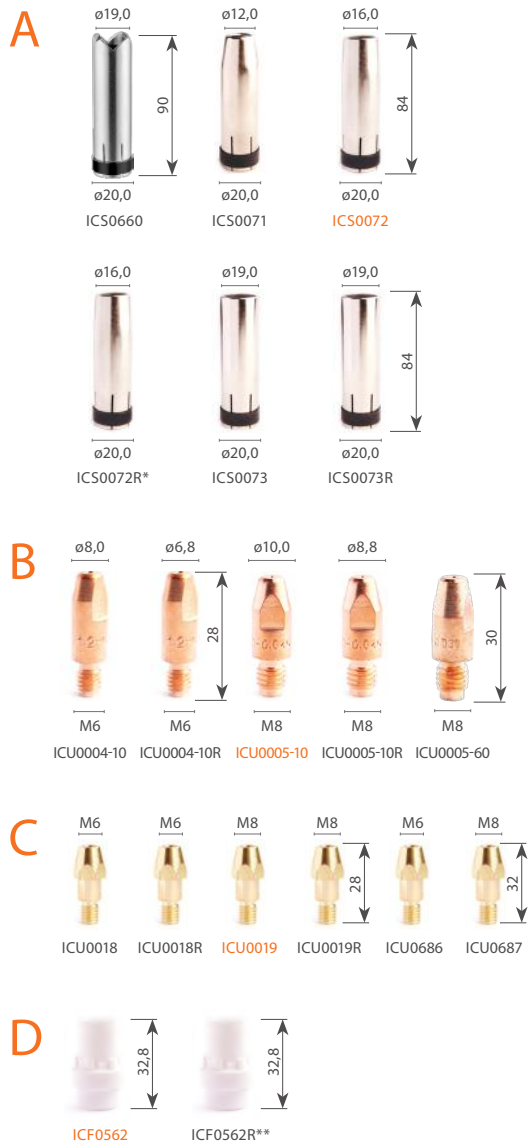 A
ø19,0 ø12,0 ø16,0
90
84
ø20,0 ø20,0 ø20,0
ICS0660 ICS0071 ICS0072
ø16,0 ø19,0 ø19,0
84
ø20,0 ø20,0 ø20,0
ICS0072R* ICS0073 ICS0073R
B
ø8,0 ø6,8 ø10,0 ø8,8
28
30
M6 M6 M8 M8 M8
ICU0004-10 ICU0004-10R ICU0005-10 ICU0005-10R ICU0005-60
C
M6 M6 M8 M8 M6 M8
28
32
ICU0018 ICU0018R ICU0019 ICU0019R ICU0686 ICU0687
D
32,8
32,8
ICF0562 ICF0562R**